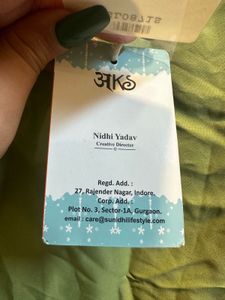 अKS
Nidhi Yadav
Creative Director
Regd. Add. :
27, Rajender Nagar, Indore.
Corp. Add. :
Plot No. 3, Sector-1A, Gurgaon.
email : care@sunidhilifestyle.com